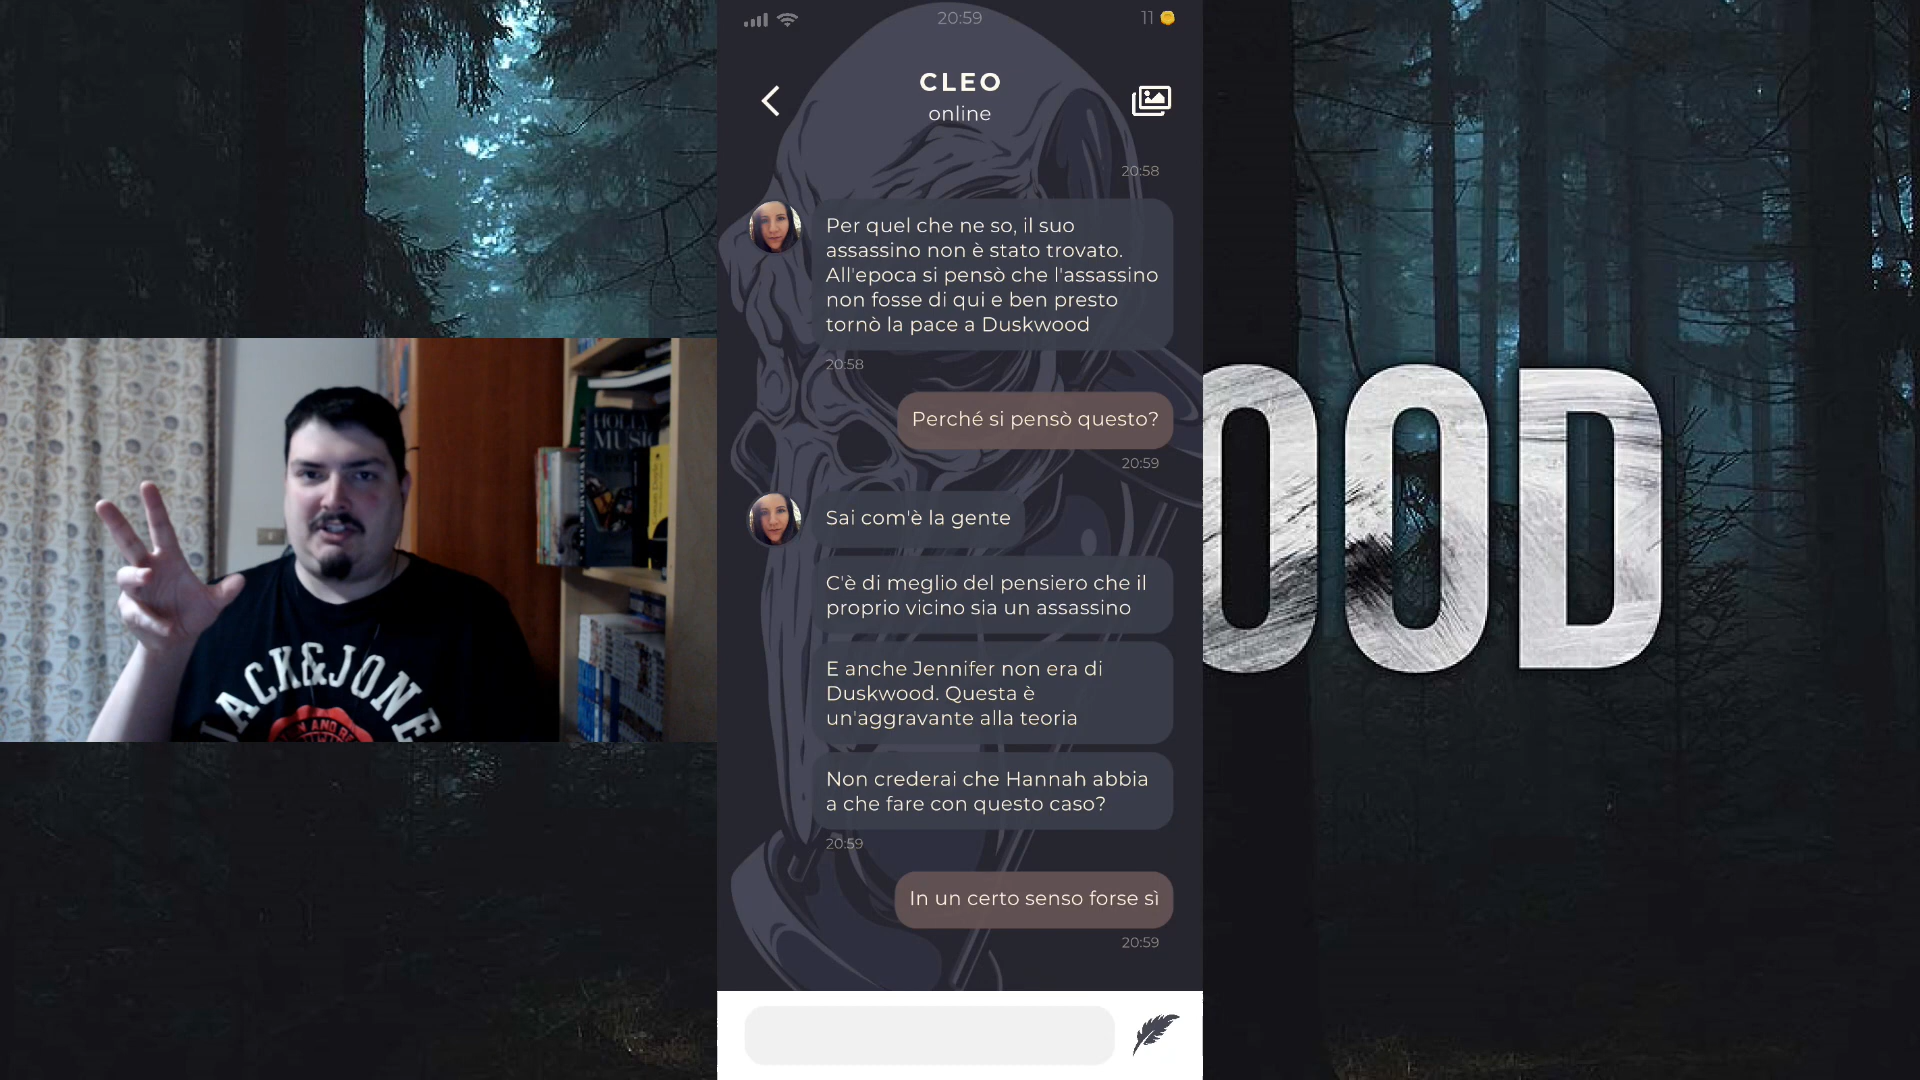 20:59
11
CLEO
online
20:58
Per quel che ne so, il suo
assassino non è stato trovato.
All'epoca si pensò che l'assassino
non fosse di qui e ben presto
tornò la pace a Duskwood
20:58
Perché si pensò questo?
20:59
Sai com'è la gente
C'è di meglio del pensiero che il
proprio vicino sia un assassino
E anche Jennifer non era di
Duskwood. Questa è
un'aggravante alla teoria
Non crederai che Hannah abbia
a che fare con questo caso?
20:59
In un certo senso forse sì
20:59
OOD
HOLLY
MUSIC
JACK&JONE